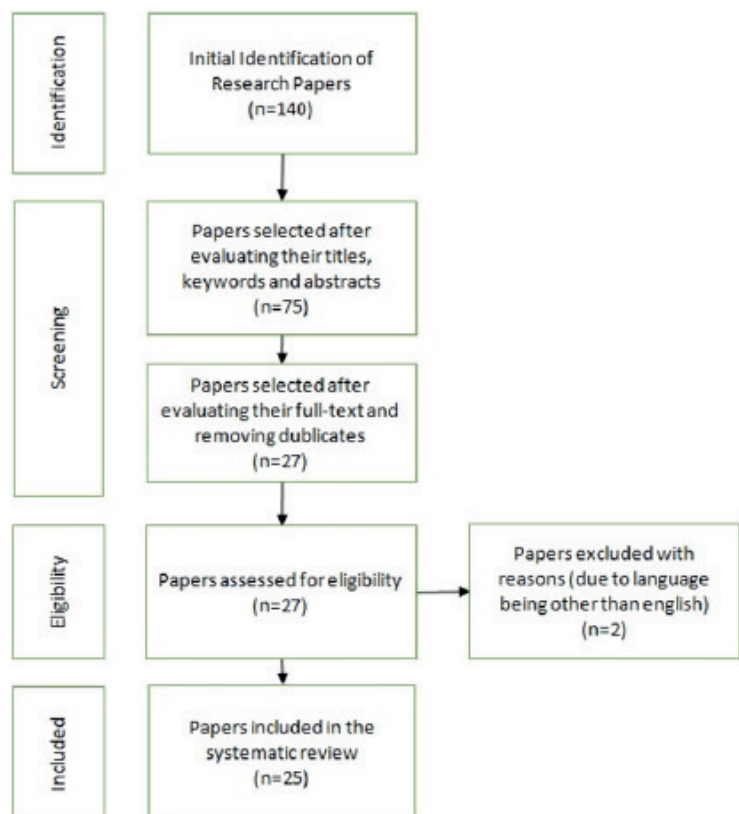 Identification
Initial Identification of
Research Papers
(n=140)
Screening
Papers selected after
evaluating their titles,
keywords and abstracts
(n=75)
Papers selected after
evaluating their full-text and
removing dublicates
(n=27)
Eligibility
Papers assessed for eligibility
(n=27)
Papers excluded with
reasons (due to language
being other than english)
(n=2)
Included
Papers included in the
systematic review
(n=25)